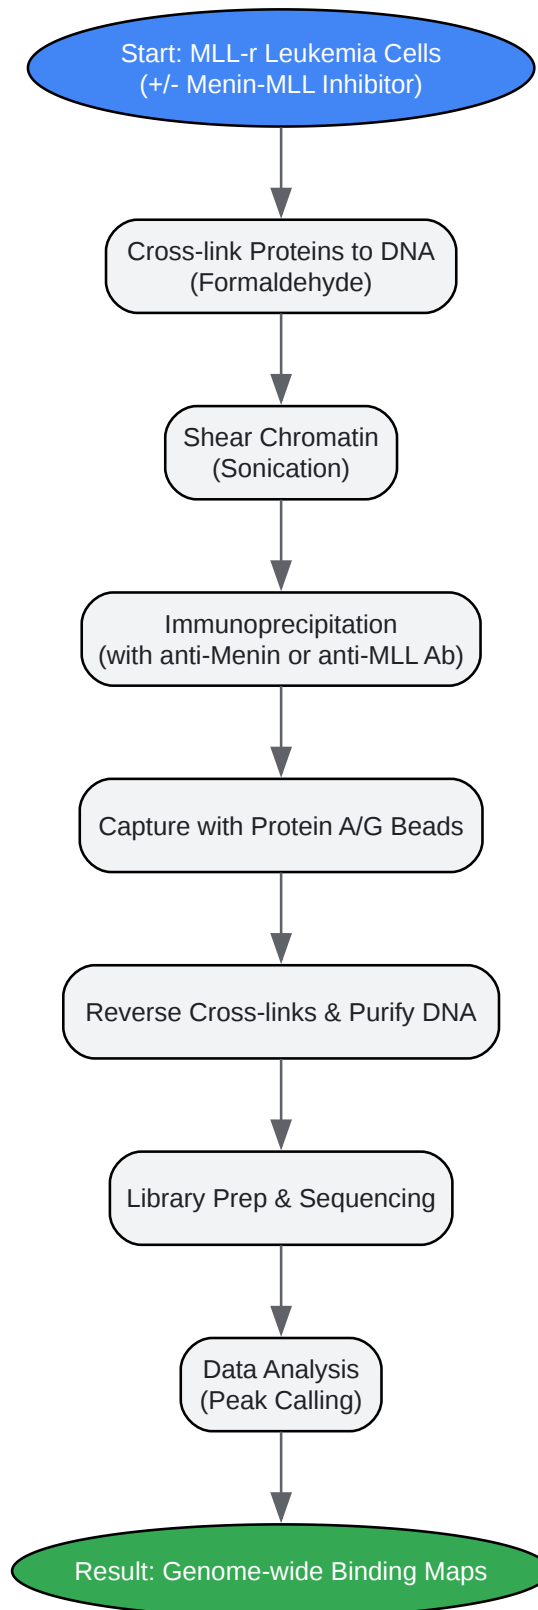 Start: MLL-r Leukemia Cells
(+/- Menin-MLL Inhibitor)
Cross-link Proteins to DNA
(Formaldehyde)
Shear Chromatin
(Sonication)
Immunoprecipitation
(with anti-Menin or anti-MLL Ab)
Capture with Protein A/G Beads
Reverse Cross-links & Purify DNA
Library Prep & Sequencing
Data Analysis
(Peak Calling)
Result: Genome-wide Binding Maps